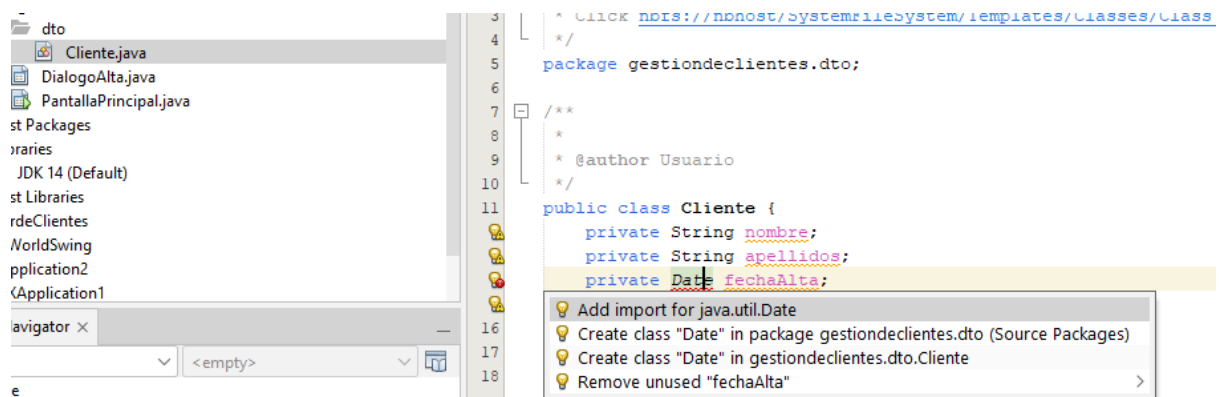 dto
Cliente.java
DialogoAlta.java
PantallaPrincipal.java
st Packages
oraries
JDK 14 (Default)
st Libraries
rdeClientes
WorldSwing
pplication2
(Application1
lavigator ×
<empty>
e
3 * Click nbfs://nbhost/SystemFileSystem/Templates/Classes/Class
4 */
5 package gestiondeclientes.dto;
6
7 /**
8 *
9 * @author Usuario
10 */
11 public class Cliente {
private String nombre;
private String apellidos;
private Date fechaAlta;
16
17
18
Add import for java.util.Date
Create class "Date" in package gestiondeclientes.dto (Source Packages)
Create class "Date" in gestiondeclientes.dto.Cliente
Remove unused "fechaAlta"